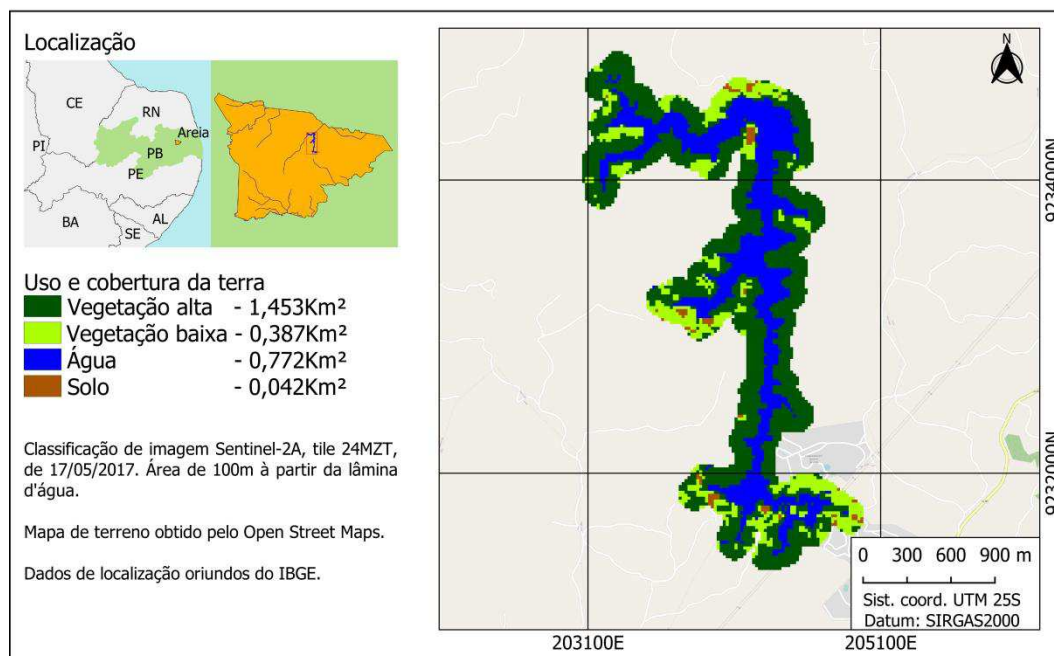 Localização
CE
RN
Areia
PI
PB
PE
BA
AL
SE
Uso e cobertura da terra
Vegetação alta - 1,453Km²
Vegetação baixa - 0,387Km²
Água - 0,772Km²
Solo - 0,042Km²
Classificação de imagem Sentinel-2A, tile 24MZT,
de 17/05/2017. Área de 100m à partir da lâmina
d'água.
Mapa de terreno obtido pelo Open Street Maps.
Dados de localização oriundos do IBGE.
N
9234000N
9232000N
0 300 600 900 m
Sist. coord. UTM 25S
Datum: SIRGAS2000
203100E 205100E